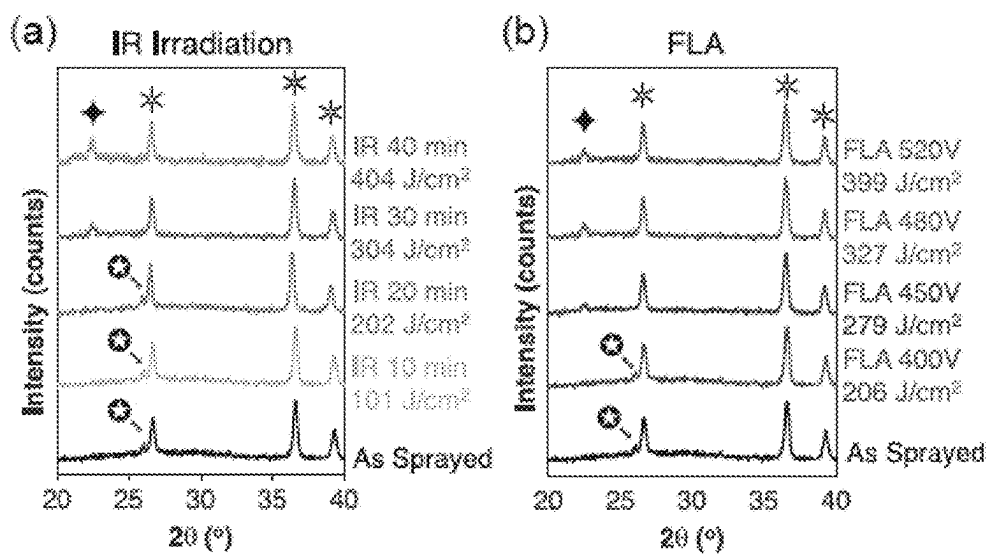 (a)
IR Irradiation
Intensity (counts)
IR 40 min
404 J/cm²
IR 30 min
304 J/cm²
IR 20 min
202 J/cm²
IR 10 min
101 J/cm²
As Sprayed
20 25 30 35 40
2θ (°)
(b)
FLA
Intensity (counts)
FLA 520V
399 J/cm²
FLA 480V
327 J/cm²
FLA 450V
279 J/cm²
FLA 400V
206 J/cm²
As Sprayed
20 25 30 35 40
2θ (°)